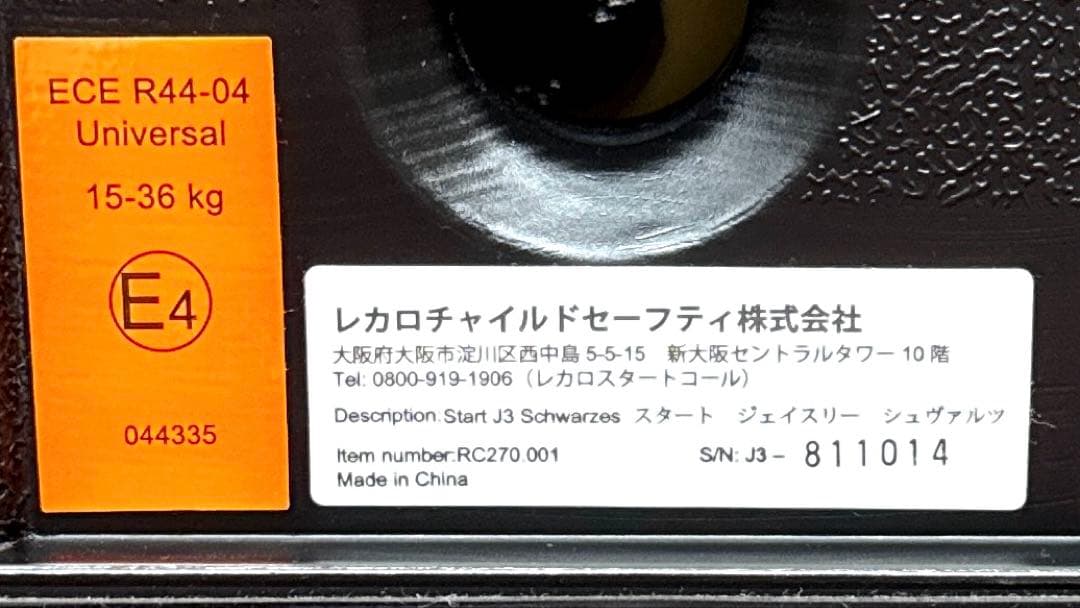 ECE R44-04
Universal
15-36 kg
E4
044335
レカロチャイルドセーフティ株式会社
大阪府大阪市淀川区西中島 5-5-15 新大阪セントラルタワー 10 階
Tel: 0800-919-1906（レカロスタートコール）
Description:Start J3 Schwarzes スタート ジェイスリー シュヴァルツ
Item number:RC270.001 S/N: J3 – 811014
Made in China